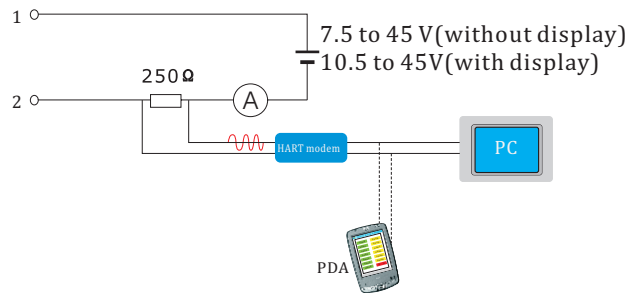 1
7.5 to 45 V(without display)
10.5 to 45V(with display)
250Ω
2
A
HART modem
PC
PDA